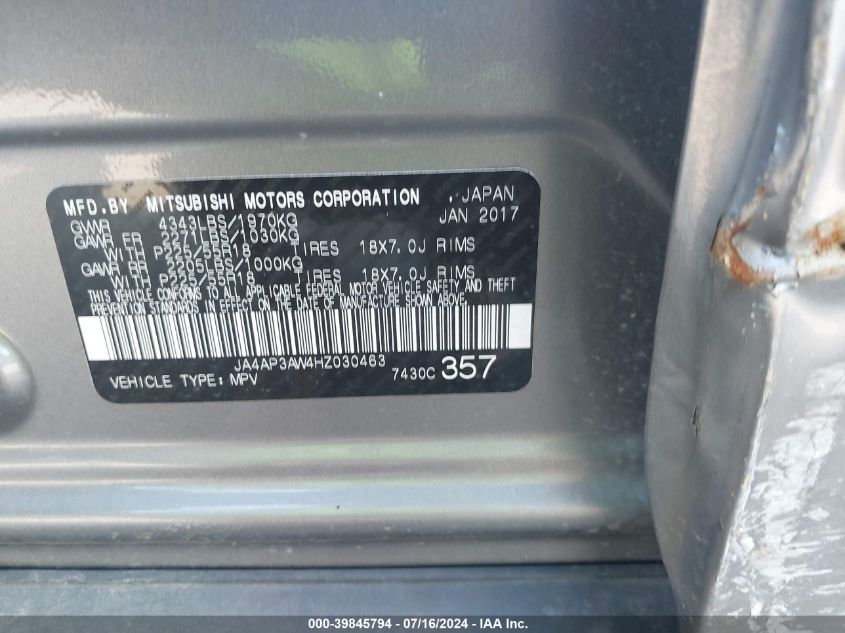 MFD. BY MITSUBISHI MOTORS CORPORATION , JAPAN
GVWR 4343LBS/1970KG JAN 2017
GAWR FR 2271LBS/1030KG
WITH P225/55R18 TIRES 18X7.0J RIMS
GAWR RR 2205LBS/1000KG
WITH P225/55R18 TIRES 18X7.0J RIMS
THIS VEHICLE CONFORMS TO ALL APPLICABLE FEDERAL MOTOR VEHICLE SAFETY AND THEFT
PREVENTION STANDARDS IN EFFECT ON THE DATE OF MANUFACTURE SHOWN ABOVE.
JA4AP3AW4HZ030463
VEHICLE TYPE: MPV 7430C 357
000-39845794 - 07/16/2024 - IAA Inc.